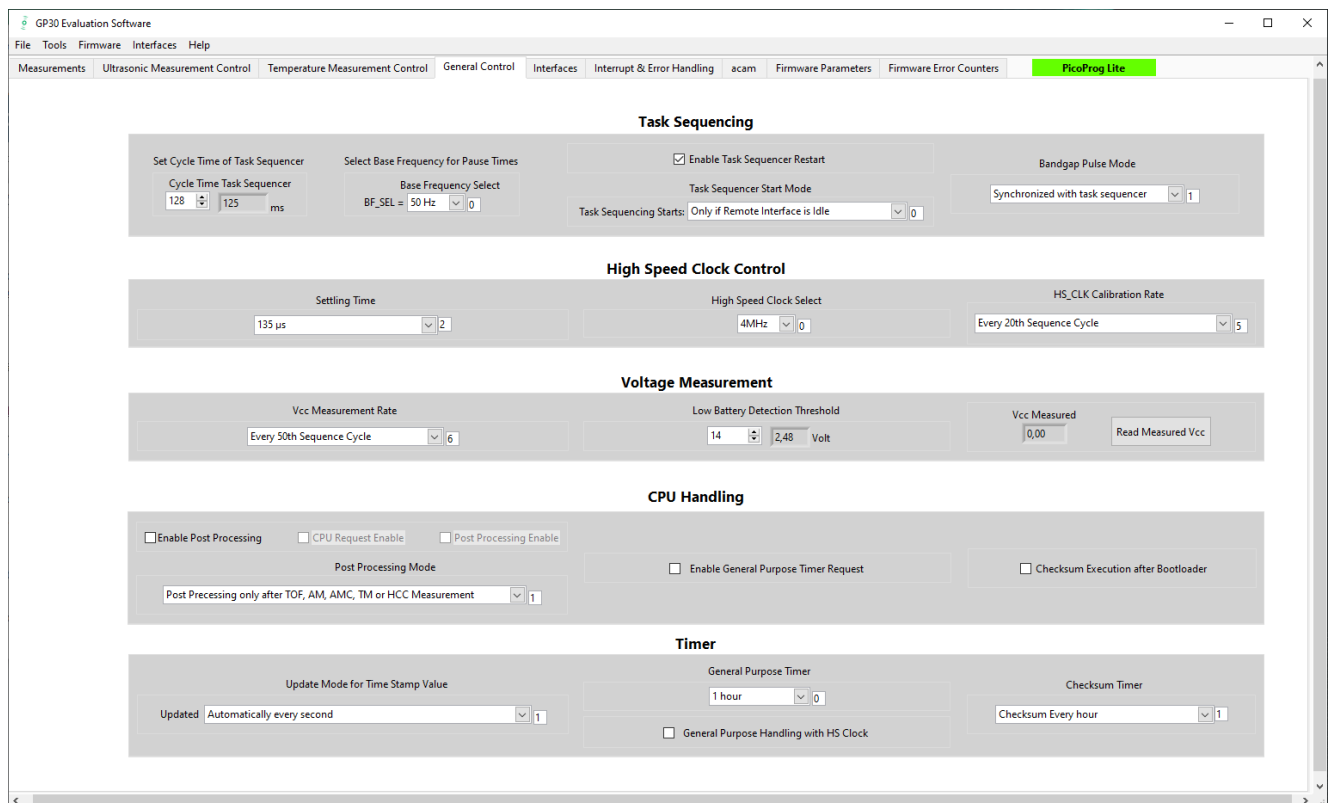 GP30 Evaluation Software
File Tools Firmware Interfaces Help
Measurements Ultrasonic Measurement Control Temperature Measurement Control General Control Interfaces Interrupt & Error Handling acam Firmware Parameters Firmware Error Counters PicoProg Lite
Task Sequencing
Set Cycle Time of Task Sequencer
Cycle Time Task Sequencer
128 125 ms
Select Base Frequency for Pause Times
Base Frequency Select
BF_SEL = 50 Hz 0
Enable Task Sequencer Restart
Task Sequencer Start Mode
Task Sequencing Starts: Only if Remote Interface is Idle 0
Bandgap Pulse Mode
Synchronized with task sequencer 1
High Speed Clock Control
Settling Time
135 µs 2
High Speed Clock Select
4MHz 0
HS_CLK Calibration Rate
Every 20th Sequence Cycle 5
Voltage Measurement
Vcc Measurement Rate
Every 50th Sequence Cycle 6
Low Battery Detection Threshold
14 2,48 Volt
Vcc Measured
0,00
Read Measured Vcc
CPU Handling
Enable Post Processing CPU Request Enable Post Processing Enable
Post Processing Mode
Post Precessing only after TOF, AM, AMC, TM or HCC Measurement 1
Enable General Purpose Timer Request
Checksum Execution after Bootloader
Timer
Update Mode for Time Stamp Value
Updated Automatically every second 1
General Purpose Timer
1 hour 0
General Purpose Handling with HS Clock
Checksum Timer
Checksum Every hour 1